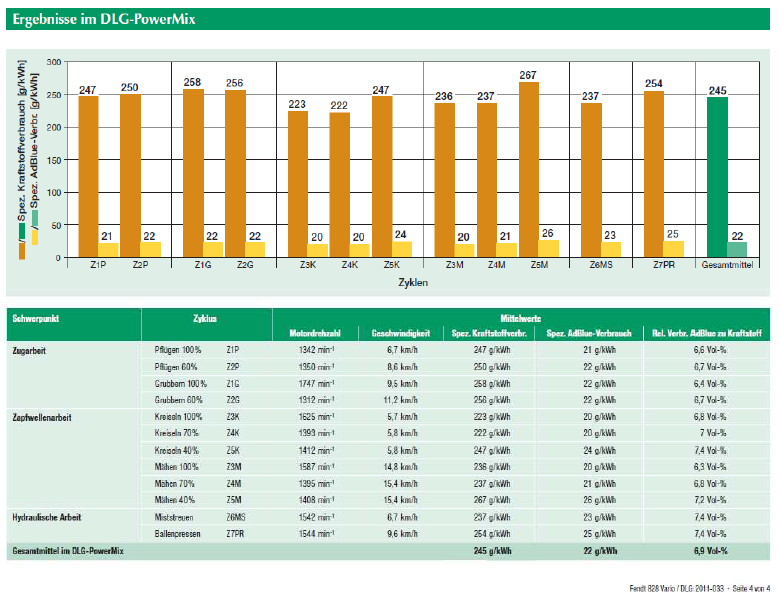 Ergebnisse im DLG-PowerMix
Spez. Kraftstoffverbrauch [g/kWh]
/ Spez. AdBlue-Verbr. [g/kWh]
300
250
200
150
100
50
0
247 250 258 256 223 222 247 236 237 267 237 254 245
21 22 22 22 20 20 24 20 21 26 23 25 22
Z1P Z2P Z1G Z2G Z3K Z4K Z5K Z3M Z4M Z5M Z6MS Z7PR Gesamtmittel
Zyklen
Schwerpunkt Zyklus Mittelwerte
Motordrehzahl Geschwindigkeit Spez. Kraftstoffverbr. Spez. AdBlue-Verbrauch Rel. Verbr. AdBlue zu Kraftstoff
Zugarbeit Pflügen 100% Z1P 1342 min⁻¹ 6,7 km/h 247 g/kWh 21 g/kWh 6,6 Vol-%
Pflügen 60% Z2P 1350 min⁻¹ 8,6 km/h 250 g/kWh 22 g/kWh 6,7 Vol-%
Grubbern 100% Z1G 1747 min⁻¹ 9,5 km/h 258 g/kWh 22 g/kWh 6,4 Vol-%
Grubbern 60% Z2G 1312 min⁻¹ 11,2 km/h 256 g/kWh 22 g/kWh 6,7 Vol-%
Zapfwellenarbeit Kreiseln 100% Z3K 1625 min⁻¹ 5,7 km/h 223 g/kWh 20 g/kWh 6,8 Vol-%
Kreiseln 70% Z4K 1393 min⁻¹ 5,8 km/h 222 g/kWh 20 g/kWh 7 Vol-%
Kreiseln 40% Z5K 1412 min⁻¹ 5,8 km/h 247 g/kWh 24 g/kWh 7,4 Vol-%
Mähen 100% Z3M 1587 min⁻¹ 14,8 km/h 236 g/kWh 20 g/kWh 6,3 Vol-%
Mähen 70% Z4M 1395 min⁻¹ 15,4 km/h 237 g/kWh 21 g/kWh 6,8 Vol-%
Mähen 40% Z5M 1408 min⁻¹ 15,4 km/h 267 g/kWh 26 g/kWh 7,2 Vol-%
Hydraulische Arbeit Miststreuen Z6MS 1542 min⁻¹ 6,7 km/h 237 g/kWh 23 g/kWh 7,4 Vol-%
Ballenpressen Z7PR 1544 min⁻¹ 9,6 km/h 254 g/kWh 25 g/kWh 7,4 Vol-%
Gesamtmittel im DLG-PowerMix 245 g/kWh 22 g/kWh 6,9 Vol-%
Fendt 828 Vario / DLG 2011-033 - Seite 4 von 4